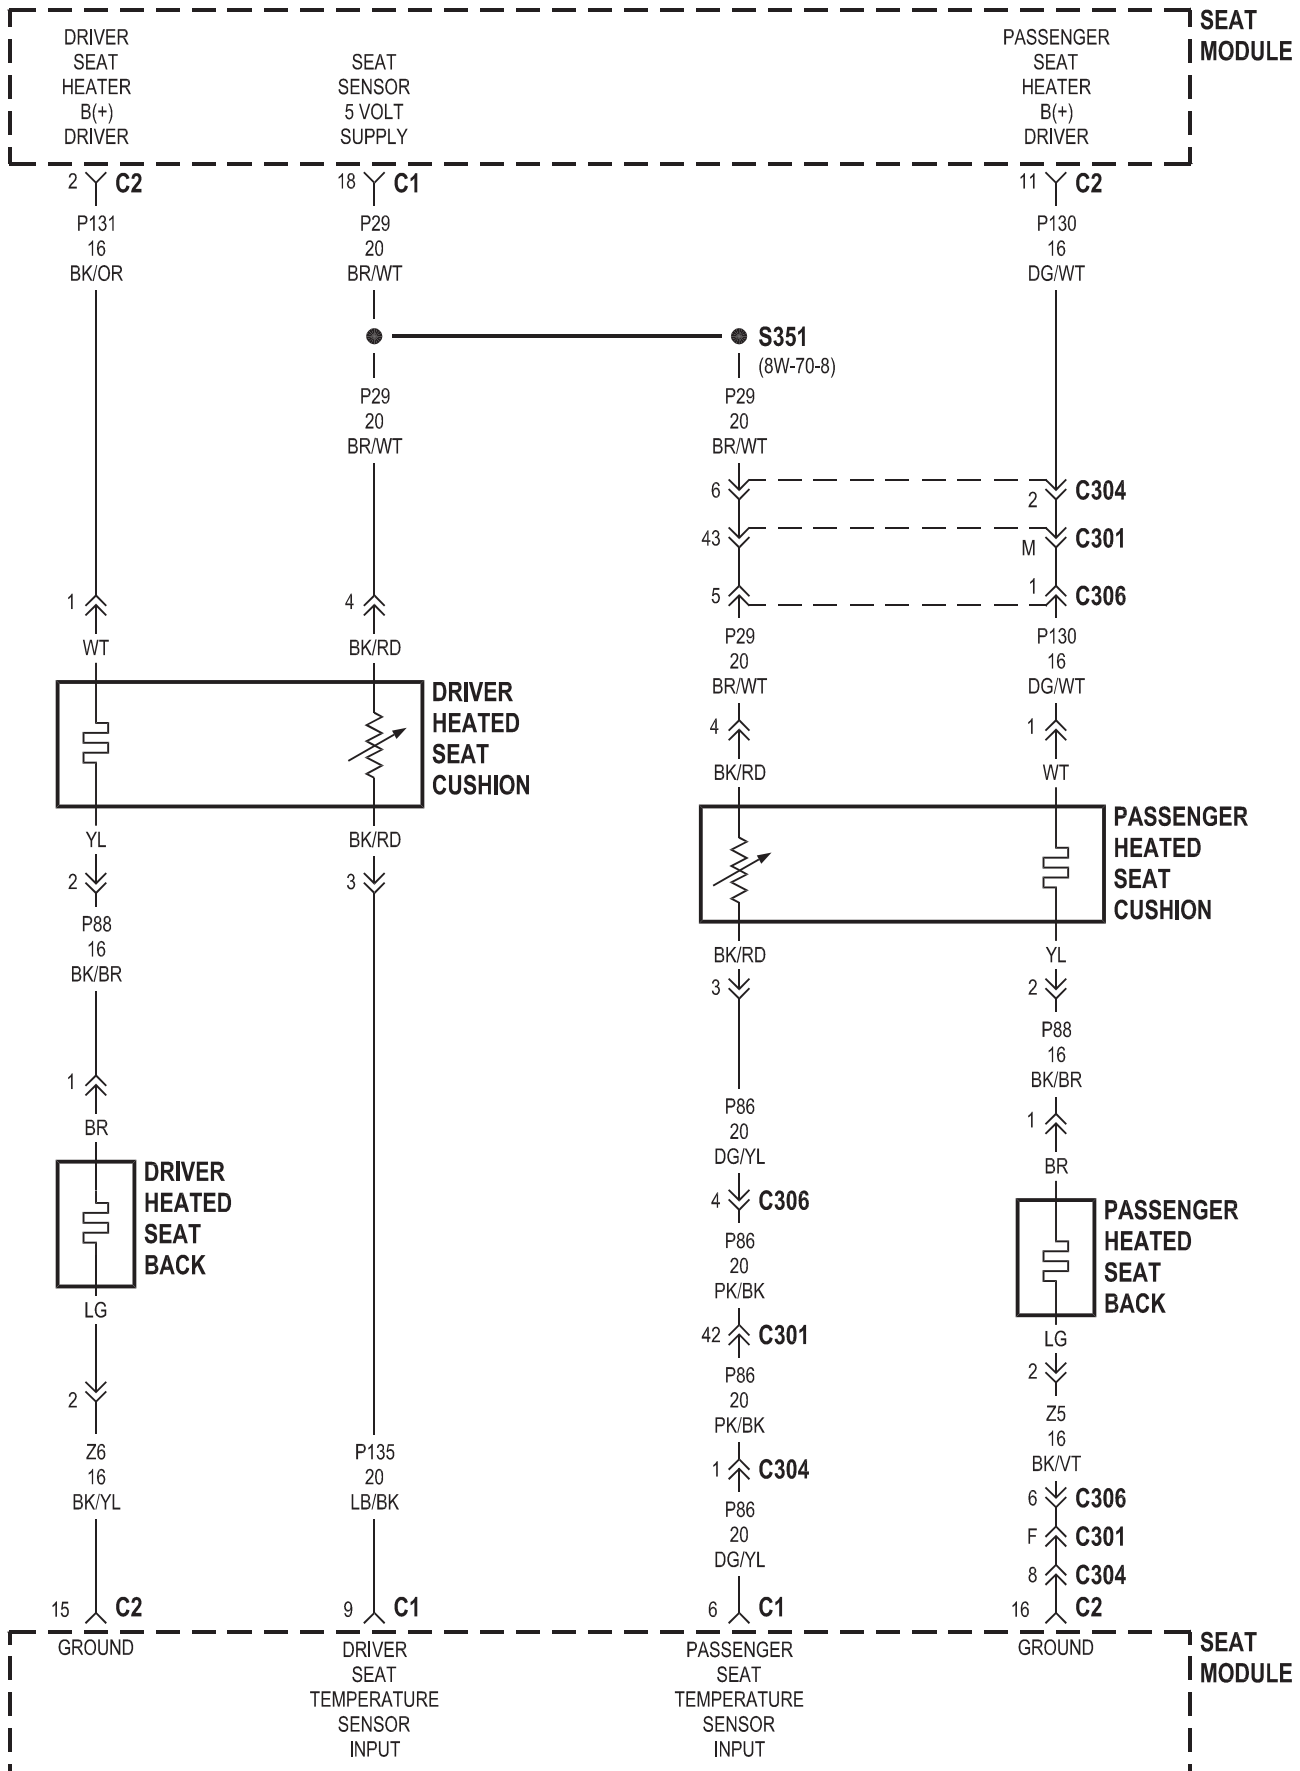 SEAT
MODULE
DRIVER
SEAT
HEATER
B(+)
DRIVER
SEAT
SENSOR
5 VOLT
SUPPLY
PASSENGER
SEAT
HEATER
B(+)
DRIVER
2 C2
18 C1
11 C2
P131
16
BK/OR
P29
20
BR/WT
P130
16
DG/WT
S351
(8W-70-8)
P29
20
BR/WT
P29
20
BR/WT
6
2 C304
43
M C301
5
1 C306
1
4
WT
BK/RD
P29
20
BR/WT
P130
16
DG/WT
DRIVER
HEATED
SEAT
CUSHION
4
1
BK/RD
WT
PASSENGER
HEATED
SEAT
CUSHION
YL
BK/RD
2
3
P88
16
BK/BR
BK/RD
YL
3
2
P88
16
BK/BR
1
BR
P86
20
DG/YL
1
BR
DRIVER
HEATED
SEAT
BACK
4 C306
PASSENGER
HEATED
SEAT
BACK
P86
20
PK/BK
LG
42 C301
LG
2
2
P86
20
PK/BK
Z5
16
BK/VT
Z6
16
BK/YL
P135
20
LB/BK
1 C304
6 C306
P86
20
DG/YL
F C301
8 C304
15 C2
9 C1
6 C1
16 C2
GROUND
DRIVER
SEAT
TEMPERATURE
SENSOR
INPUT
PASSENGER
SEAT
TEMPERATURE
SENSOR
INPUT
GROUND
SEAT
MODULE